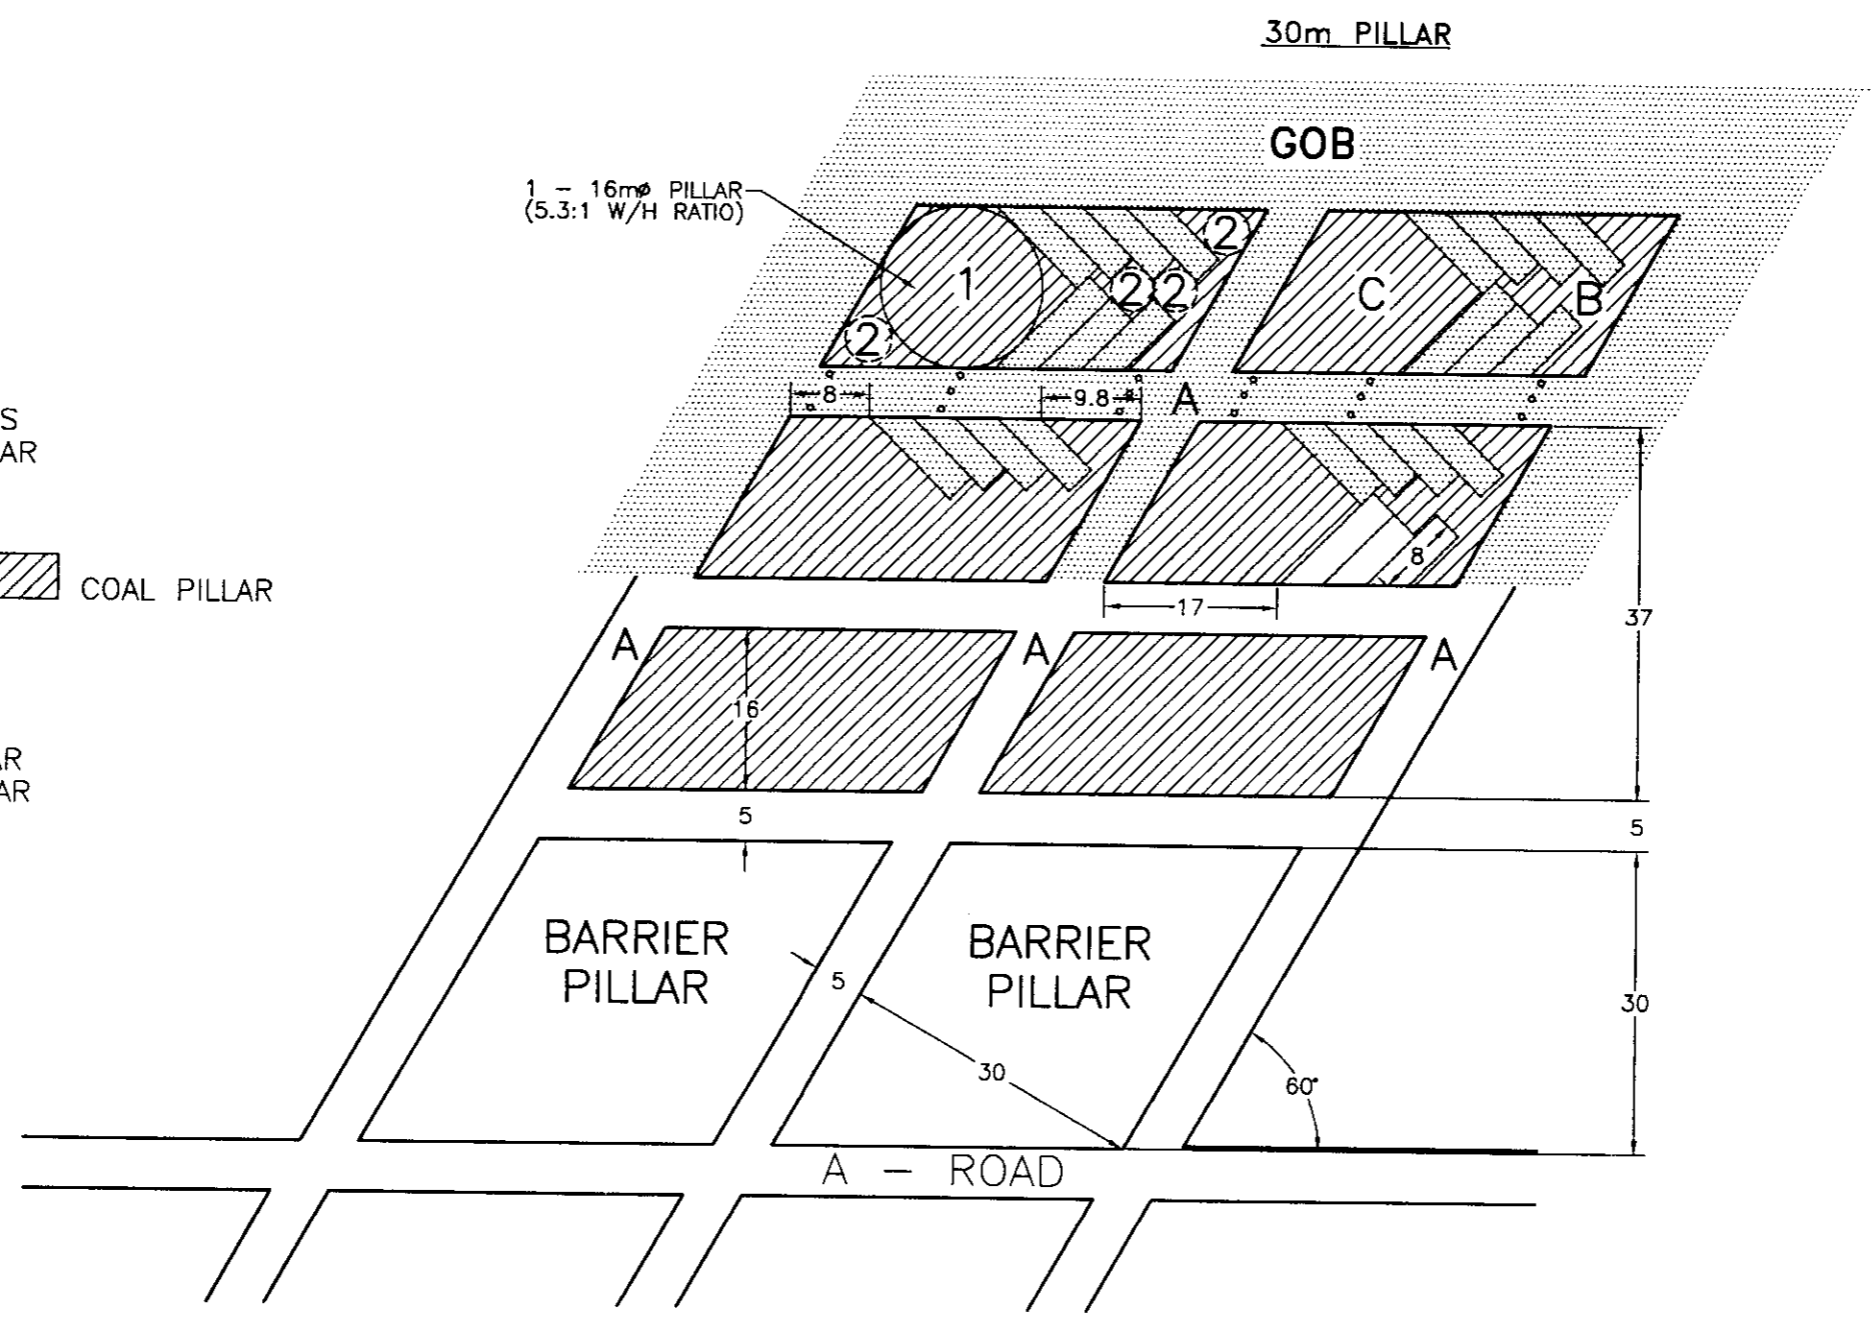 30m PILLAR
GOB
1 - 16mø PILLAR
(5.3:1 W/H RATIO)
1
2
2
2
2
C
B
8
9.8
A
S
AR
8
COAL PILLAR
17
37
A
A
A
16
AR
AR
5
5
BARRIER
PILLAR
BARRIER
PILLAR
5
30
30
60°
A - ROAD